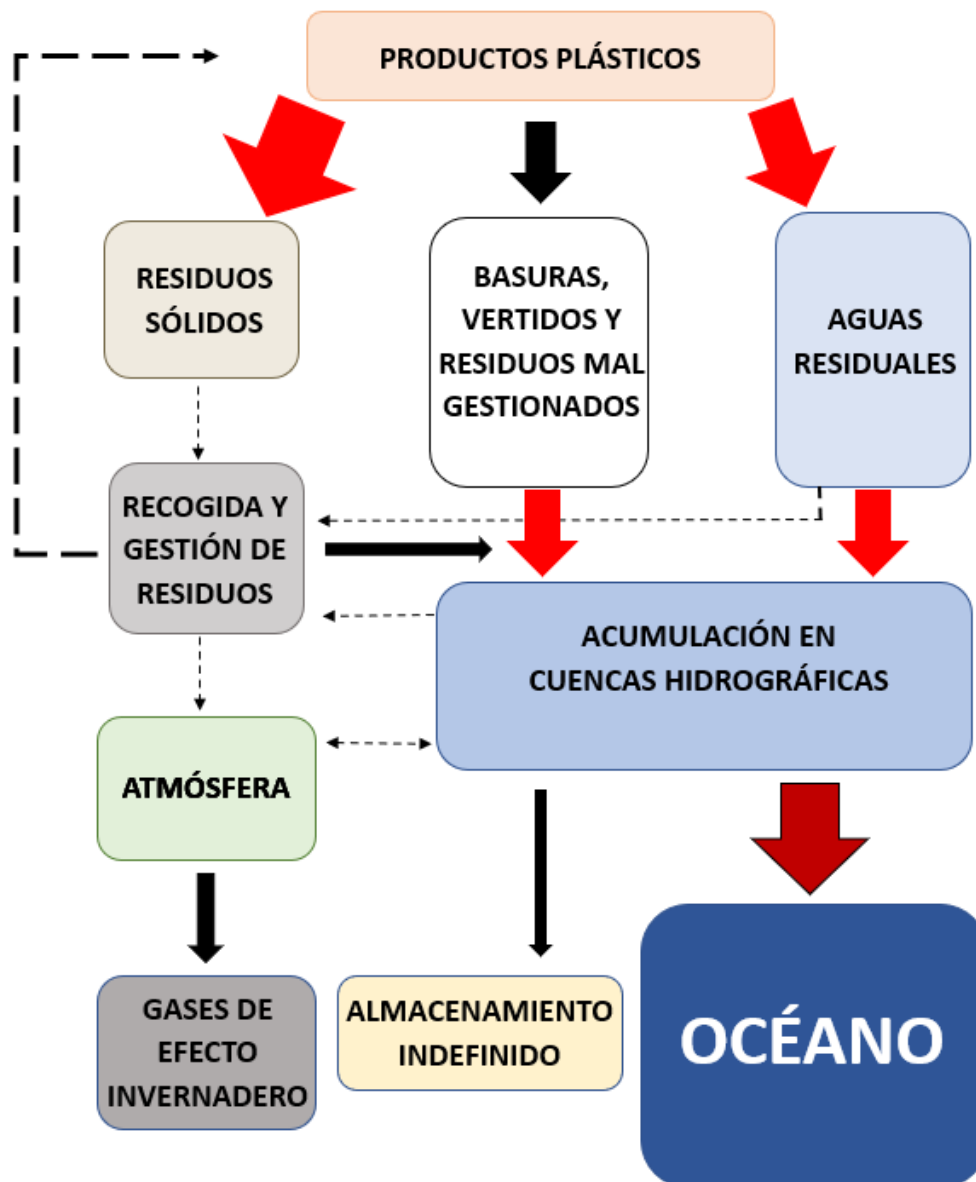 PRODUCTOS PLÁSTICOS
RESIDUOS
SÓLIDOS
BASURAS,
VERTIDOS Y
RESIDUOS MAL
GESTIONADOS
AGUAS
RESIDUALES
RECOGIDA Y
GESTIÓN DE
RESIDUOS
ACUMULACIÓN EN
CUENCAS HIDROGRÁFICAS
ATMÓSFERA
GASES DE
EFECTO
INVERNADERO
ALMACENAMIENTO
INDEFINIDO
OCÉANO